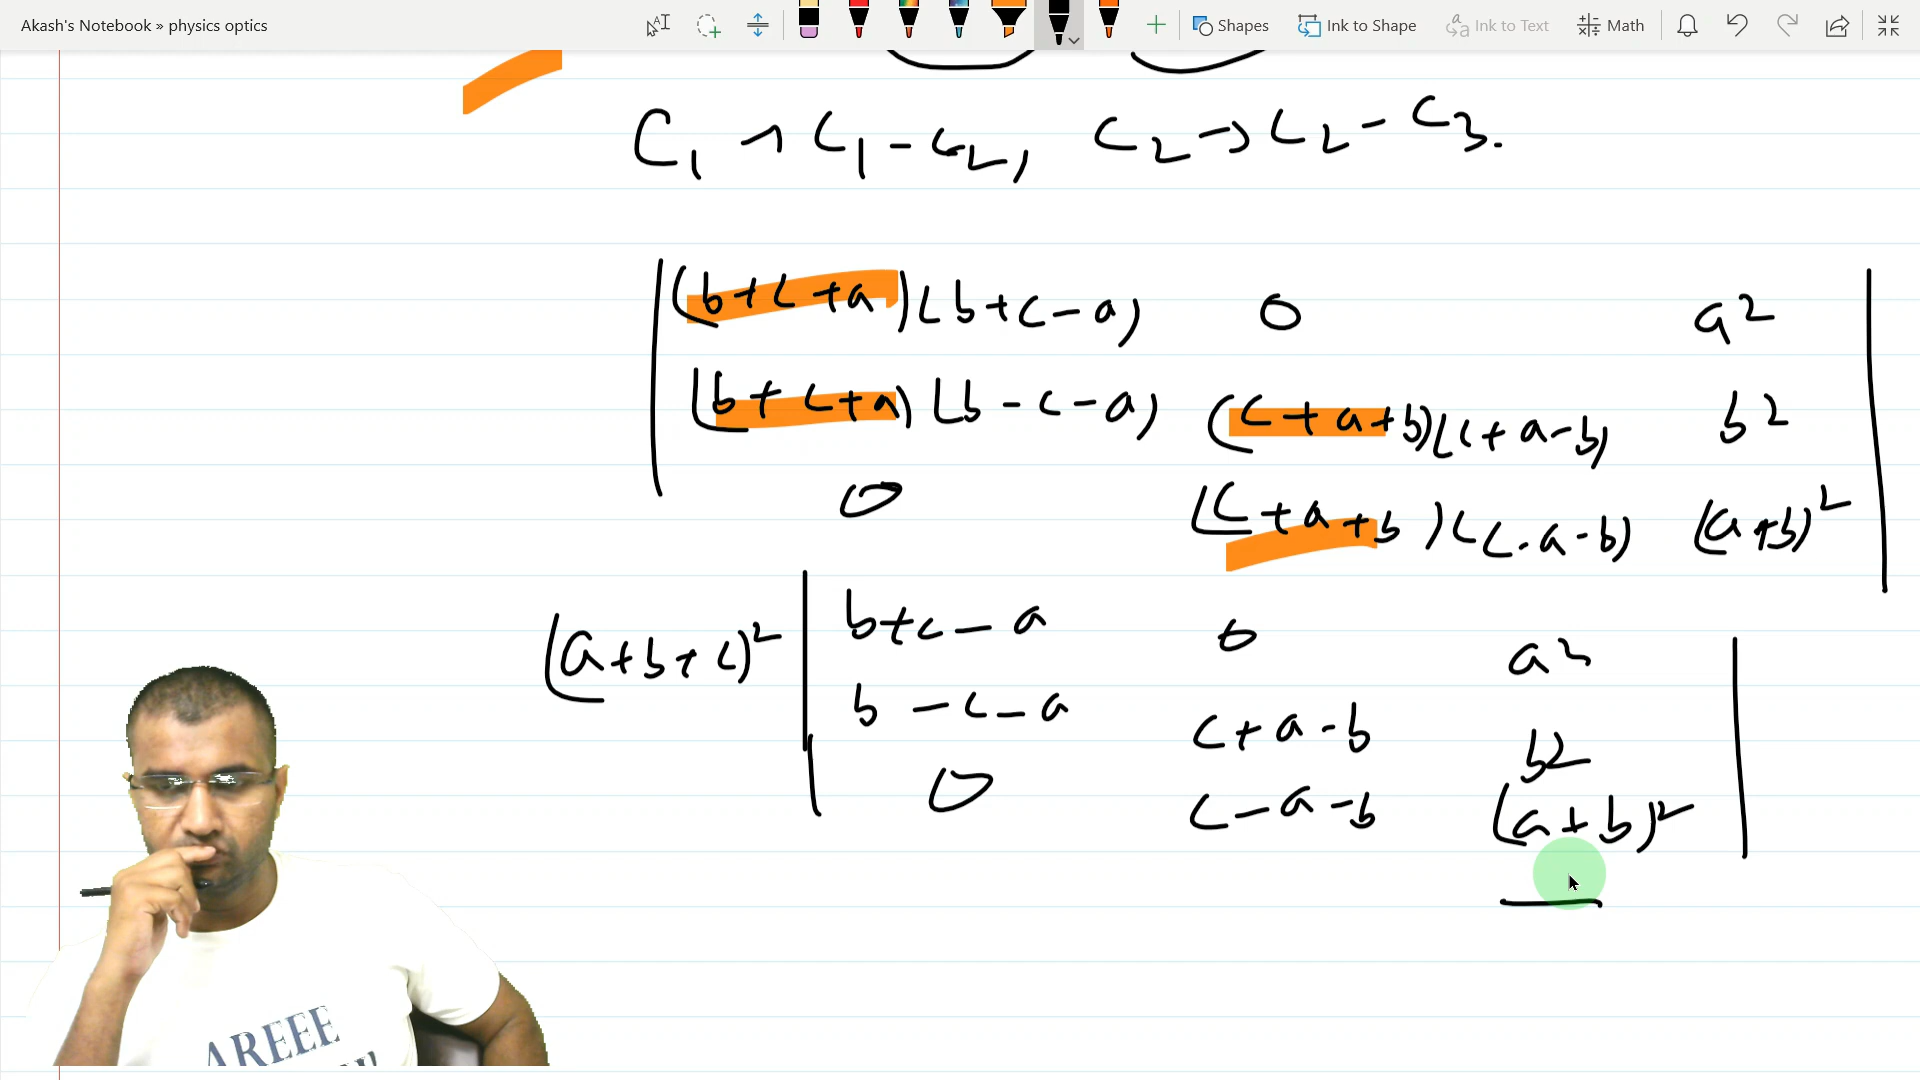 Akash's Notebook » physics optics
Shapes
Ink to Shape
Ink to Text
Math
C₁ → C₁ - C₂, C₂ → C₂ - C₃.
(b+c+a)(b+c-a) 0 a²
(b+c+a)(b-c-a) (c+a+b)(c+a-b) b²
0 (c+a+b)(c-a-b) (a+b)²
(a+b+c)² b+c-a 0 a²
b-c-a c+a-b b²
0 c-a-b (a+b)²
AREEE